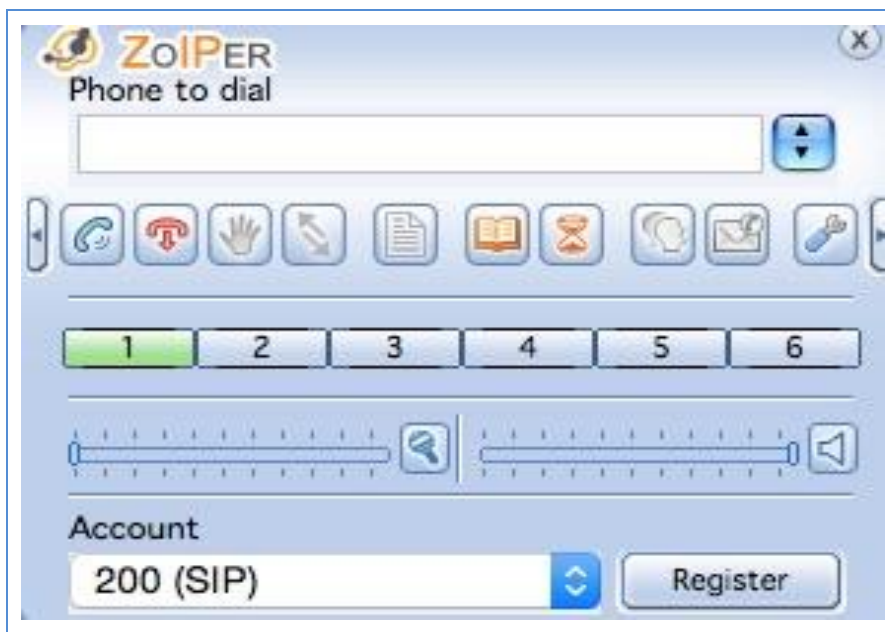 ZOIPER
Phone to dial
1 2 3 4 5 6
Account
200 (SIP) Register